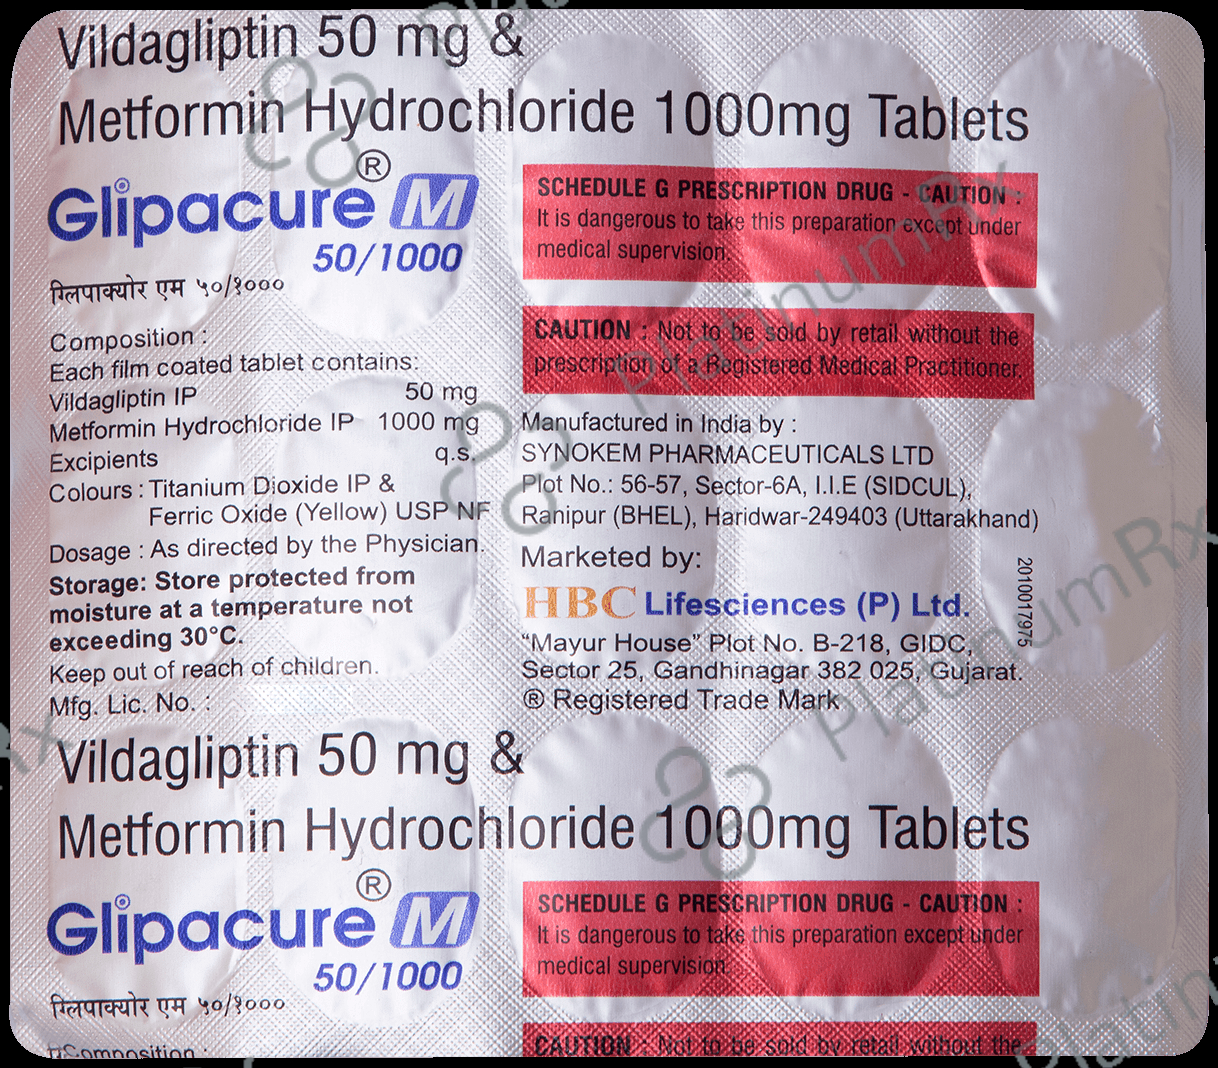 Vildagliptin 50 mg &
Metformin Hydrochloride 1000mg Tablets
Glipacure® M
50/1000
ग्लिपाक्योर एम ५०/१०००
Composition :
Each film coated tablet contains:
Vildagliptin IP 50 mg
Metformin Hydrochloride IP 1000 mg
Excipients q.s.
Colours : Titanium Dioxide IP &
Ferric Oxide (Yellow) USP NF
Dosage : As directed by the Physician.
Storage: Store protected from
moisture at a temperature not
exceeding 30°C.
Keep out of reach of children.
Mfg. Lic. No. :
SCHEDULE G PRESCRIPTION DRUG - CAUTION :
It is dangerous to take this preparation except under
medical supervision.
CAUTION : Not to be sold by retail without the
prescription of a Registered Medical Practitioner.
Manufactured in India by :
SYNOKEM PHARMACEUTICALS LTD
Plot No.: 56-57, Sector-6A, I.I.E (SIDCUL),
Ranipur (BHEL), Haridwar-249403 (Uttarakhand)
Marketed by:
HBC Lifesciences (P) Ltd.
“Mayur House” Plot No. B-218, GIDC,
Sector 25, Gandhinagar 382 025, Gujarat.
® Registered Trade Mark
2010017975
Vildagliptin 50 mg &
Metformin Hydrochloride 1000mg Tablets
Glipacure® M
50/1000
ग्लिपाक्योर एम ५०/१०००
Composition :
SCHEDULE G PRESCRIPTION DRUG - CAUTION :
It is dangerous to take this preparation except under
medical supervision.
CAUTION : Not to be sold by retail without the
PlatinumRx
PlatinumRx
PlatinumRx